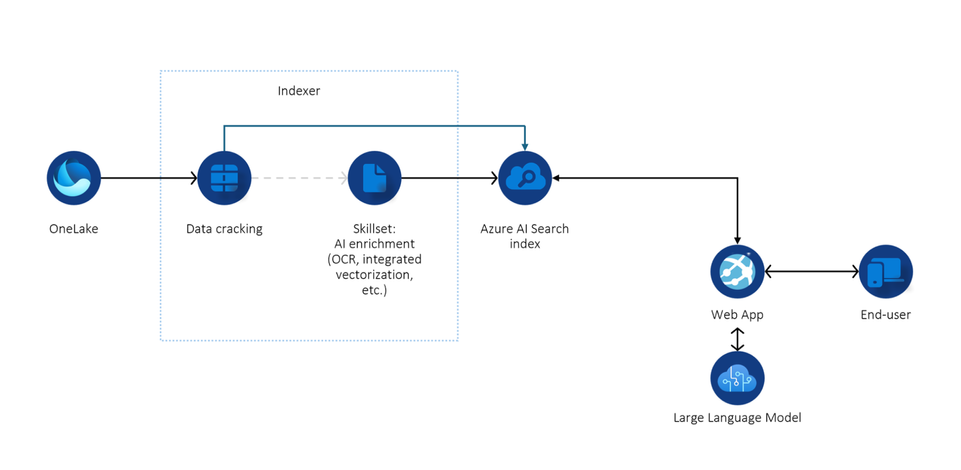 Indexer
OneLake
Data cracking
Skillset:
AI enrichment
(OCR, integrated
vectorization,
etc.)
Azure AI Search
index
Web App
End-user
Large Language Model